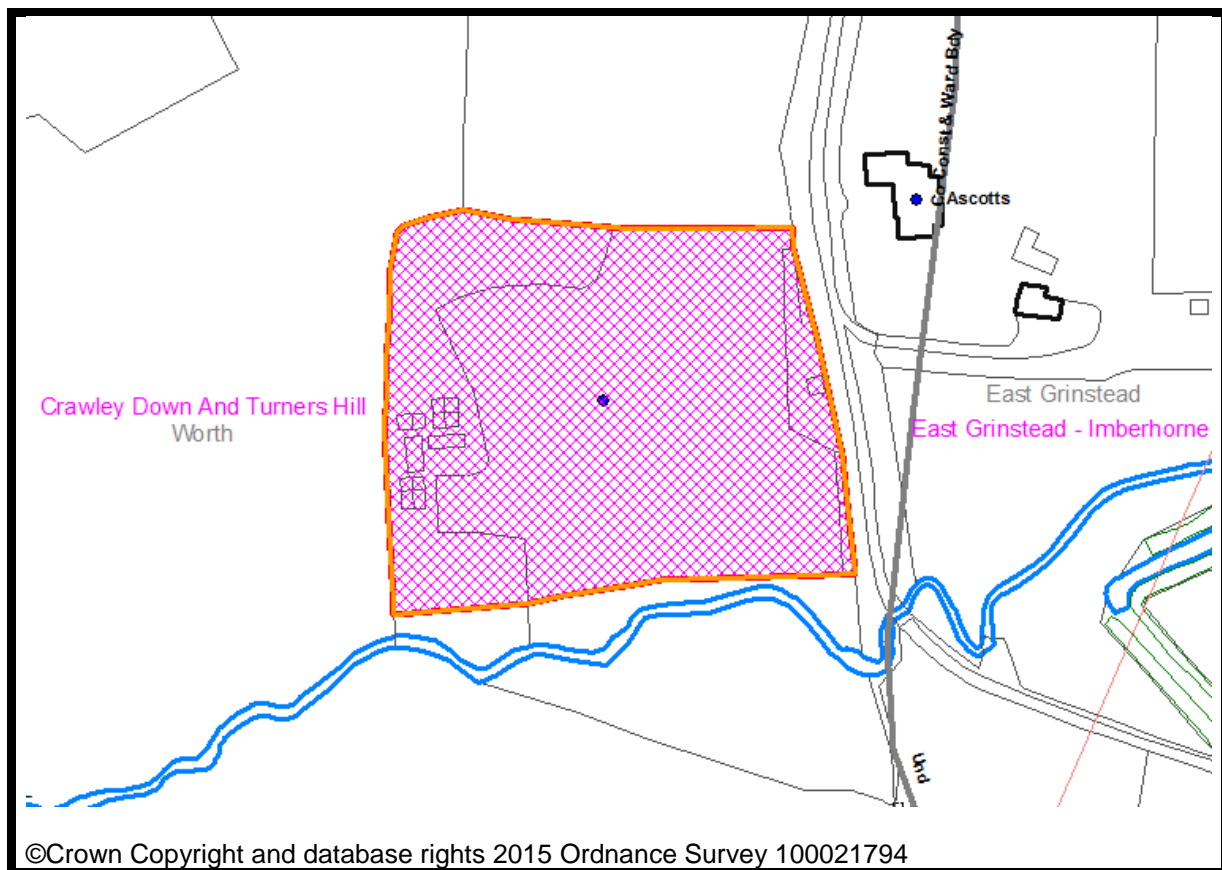 Co Const & Ward Bdy
Ascotts
Crawley Down And Turners Hill
Worth
East Grinstead
East Grinstead - Imberhorne
Und
©Crown Copyright and database rights 2015 Ordnance Survey 100021794